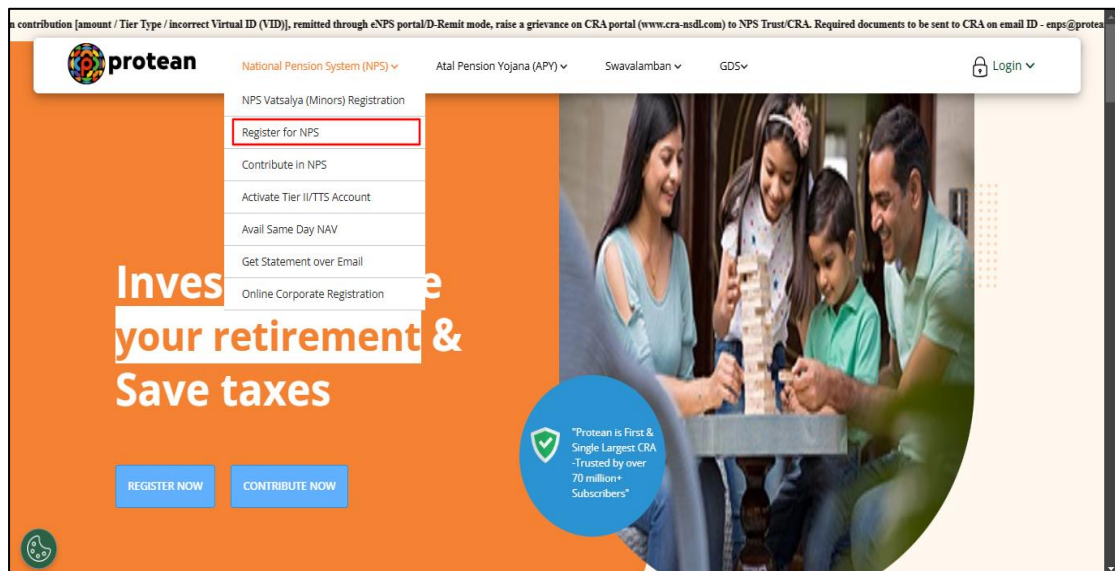 n contribution [amount / Tier Type / incorrect Virtual ID (VID)], remitted through eNPS portal/D-Remit mode, raise a grievance on CRA portal (www.cra-nsdl.com) to NPS Trust/CRA. Required documents to be sent to CRA on email ID - enps@protea
protean
National Pension System (NPS)
Atal Pension Yojana (APY)
Swavalamban
GDS
Login
NPS Vatsalya (Minors) Registration
Register for NPS
Contribute in NPS
Activate Tier II/TTS Account
Avail Same Day NAV
Get Statement over Email
Online Corporate Registration
Inves e
your retirement &
Save taxes
REGISTER NOW
CONTRIBUTE NOW
"Protean is First &
Single Largest CRA
-Trusted by over
70 million+
Subscribers"